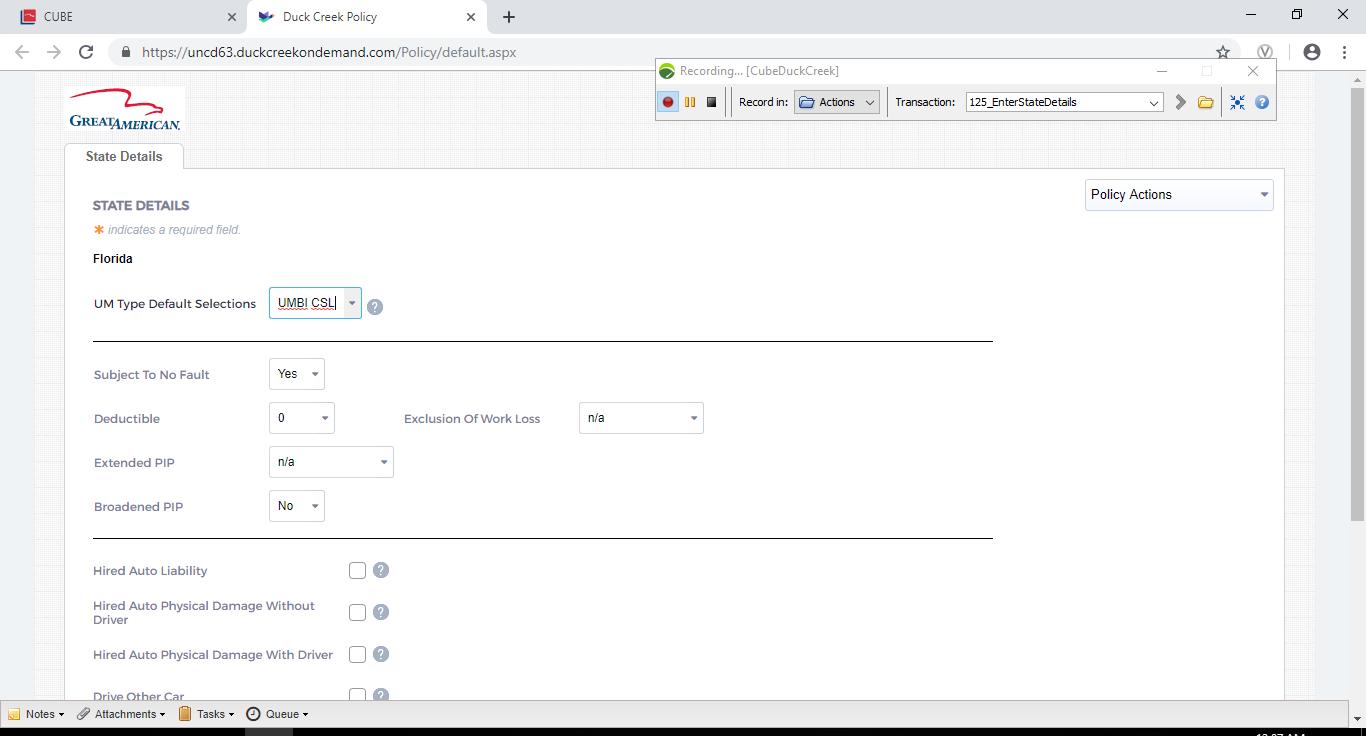 CUBE
Duck Creek Policy
https://uncd63.duckcreekondemand.com/Policy/default.aspx
Recording... [CubeDuckCreek]
Record in: Actions Transaction: 125_EnterStateDetails
GREATAMERICAN.
State Details
Policy Actions
STATE DETAILS
* indicates a required field.
Florida
UM Type Default Selections UMBI CSL ?
Subject To No Fault Yes
Deductible 0 Exclusion Of Work Loss n/a
Extended PIP n/a
Broadened PIP No
Hired Auto Liability ?
Hired Auto Physical Damage Without
Driver ?
Hired Auto Physical Damage With Driver ?
Drive Other Car ?
Notes Attachments Tasks Queue